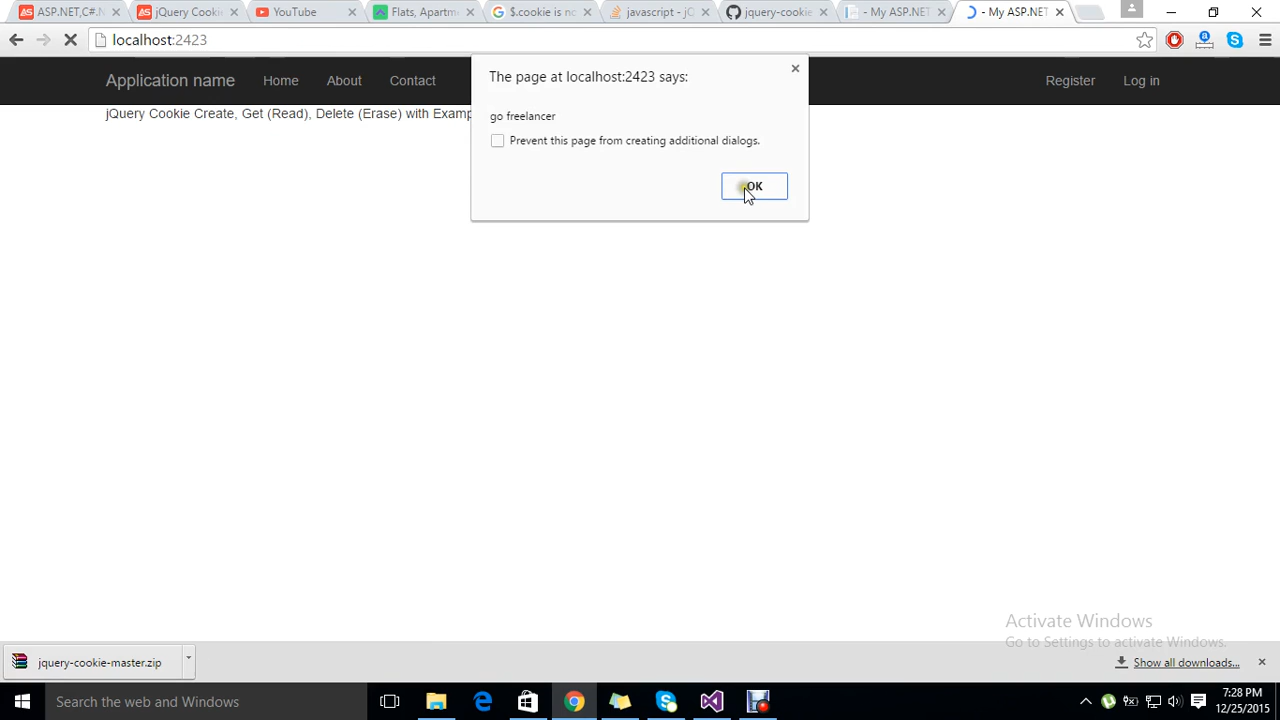 ASP.NET,C#.N
jQuery Cooki
YouTube
Flats, Apartm
$.cookie is no
javascript - jQ
jquery-cookie
- My ASP.NET
- My ASP.NET
localhost:2423
Application name
Home
About
Contact
Register
Log in
jQuery Cookie Create, Get (Read), Delete (Erase) with Examp
The page at localhost:2423 says:
go freelancer
Prevent this page from creating additional dialogs.
OK
Activate Windows
Go to Settings to activate Windows.
jquery-cookie-master.zip
Show all downloads...
Search the web and Windows
7:28 PM
12/25/2015